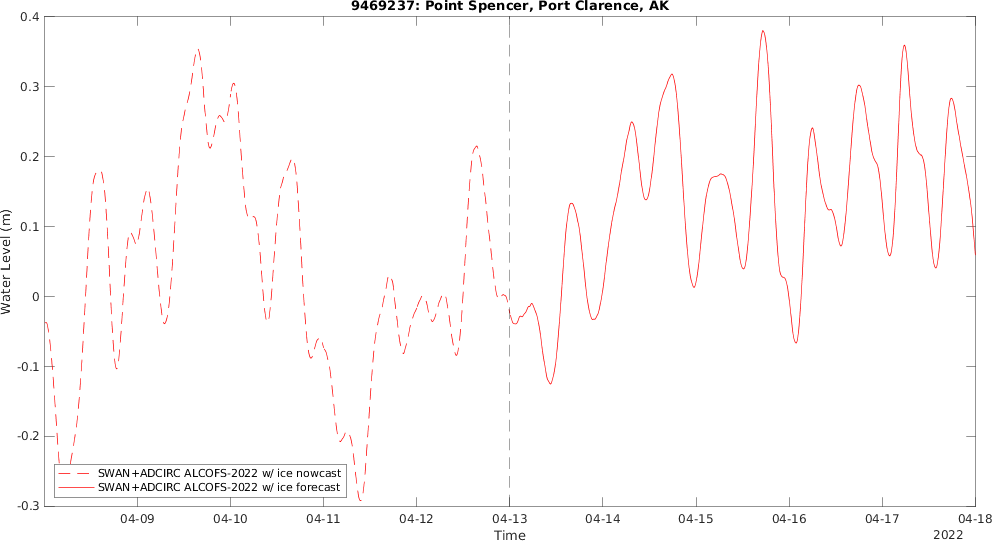 9469237: Point Spencer, Port Clarence, AK
0.4
0.3
0.2
0.1
0
-0.1
-0.2
-0.3
Water Level (m)
SWAN+ADCIRC ALCOFS-2022 w/ ice nowcast
SWAN+ADCIRC ALCOFS-2022 w/ ice forecast
04-09 04-10 04-11 04-12 04-13 04-14 04-15 04-16 04-17 04-18
Time
2022